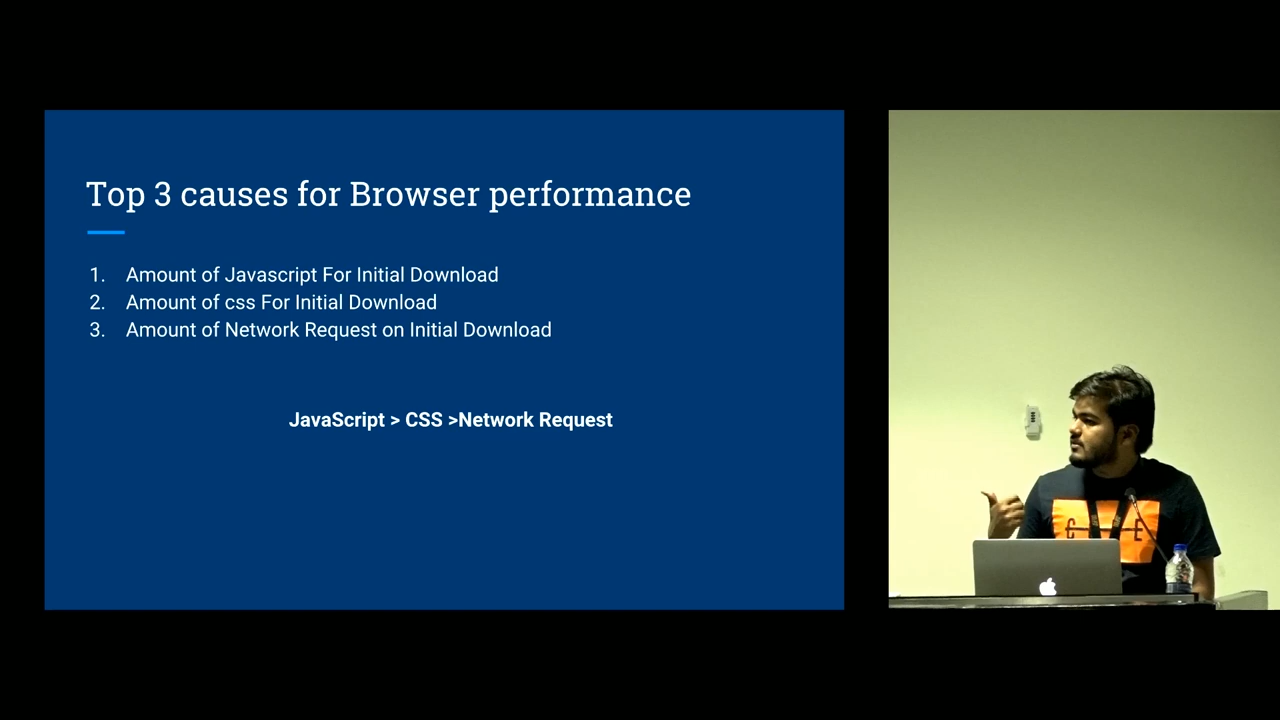 Top 3 causes for Browser performance
1. Amount of Javascript For Initial Download
2. Amount of css For Initial Download
3. Amount of Network Request on Initial Download
JavaScript > CSS >Network Request